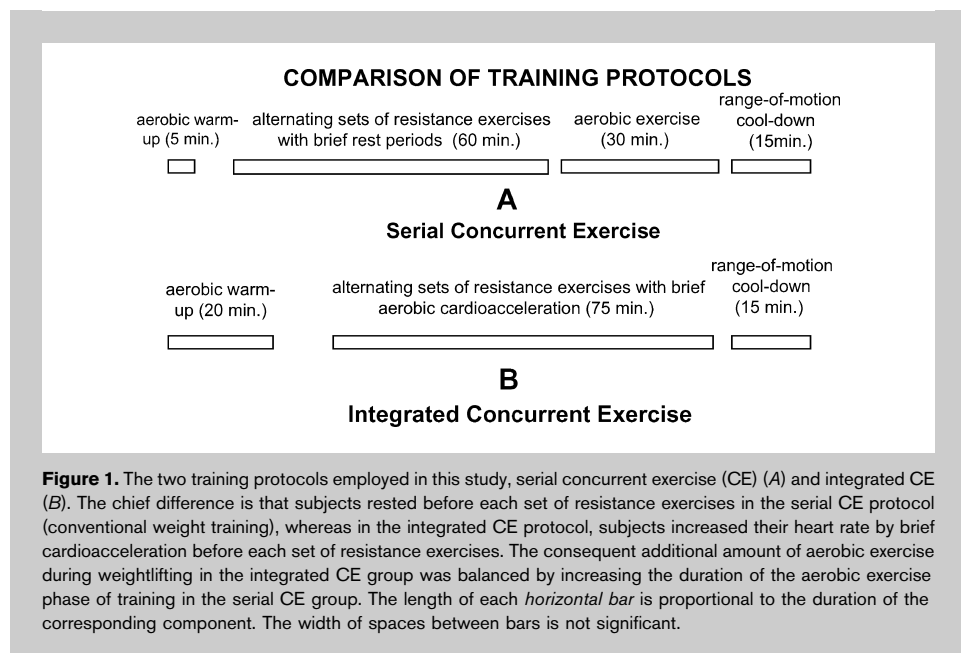 COMPARISON OF TRAINING PROTOCOLS
aerobic warm-
up (5 min.)
alternating sets of resistance exercises
with brief rest periods (60 min.)
aerobic exercise
(30 min.)
range-of-motion
cool-down
(15min.)
A
Serial Concurrent Exercise
aerobic warm-
up (20 min.)
alternating sets of resistance exercises with brief
aerobic cardioacceleration (75 min.)
range-of-motion
cool-down
(15 min.)
B
Integrated Concurrent Exercise
Figure 1. The two training protocols employed in this study, serial concurrent exercise (CE) (A) and integrated CE
(B). The chief difference is that subjects rested before each set of resistance exercises in the serial CE protocol
(conventional weight training), whereas in the integrated CE protocol, subjects increased their heart rate by brief
cardioacceleration before each set of resistance exercises. The consequent additional amount of aerobic exercise
during weightlifting in the integrated CE group was balanced by increasing the duration of the aerobic exercise
phase of training in the serial CE group. The length of each horizontal bar is proportional to the duration of the
corresponding component. The width of spaces between bars is not significant.